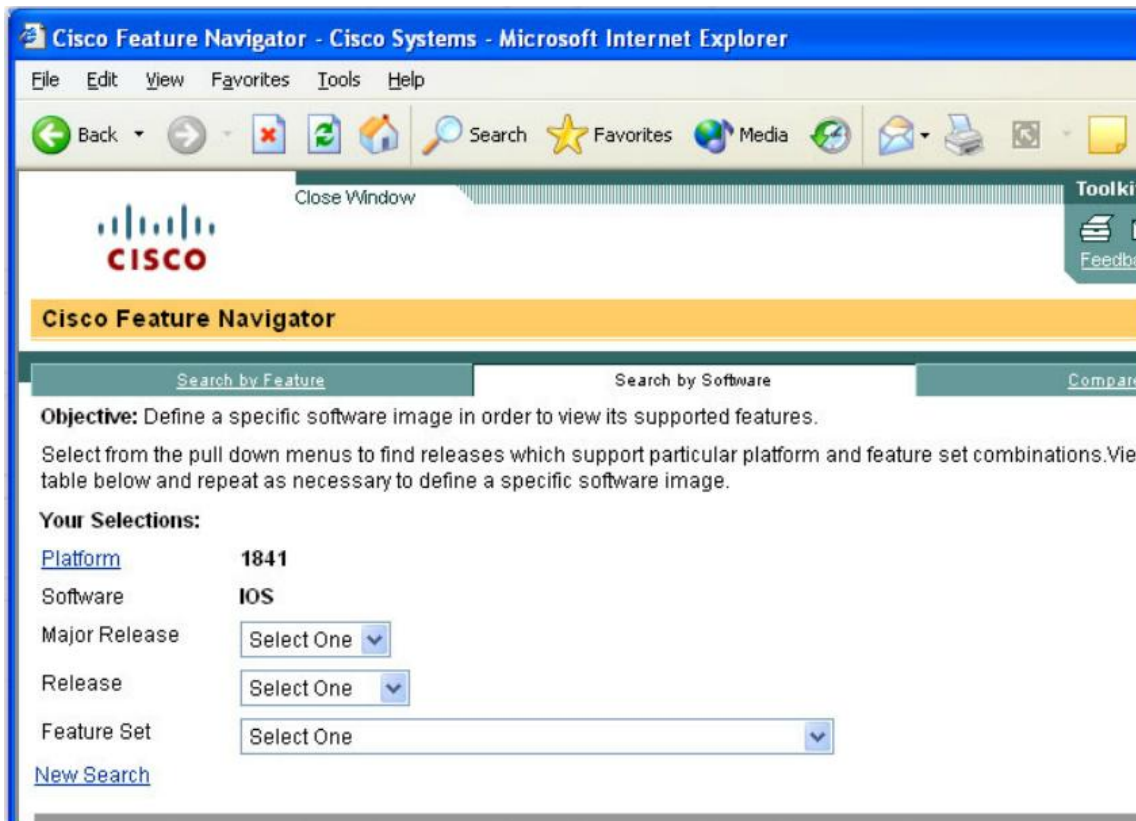 Cisco Feature Navigator - Cisco Systems - Microsoft Internet Explorer
File Edit View Favorites Tools Help
Back Search Favorites Media
Close Window
CISCO
Cisco Feature Navigator
Search by Feature Search by Software
Objective: Define a specific software image in order to view its supported features.
Select from the pull down menus to find releases which support particular platform and feature set combinations.
table below and repeat as necessary to define a specific software image.
Your Selections:
Platform 1841
Software IOS
Major Release Select One
Release Select One
Feature Set Select One
New Search